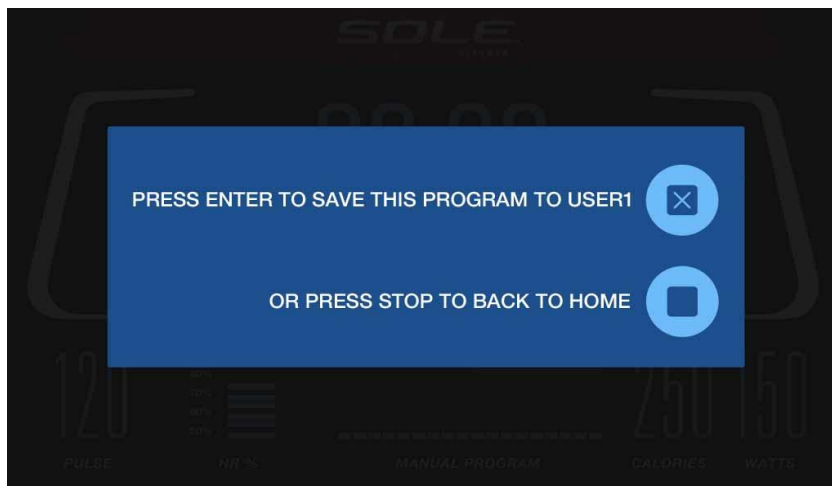 SOLE
PRESS ENTER TO SAVE THIS PROGRAM TO USER1
OR PRESS STOP TO BACK TO HOME
120
250
150
PULSE
HR %
MANUAL PROGRAM
CALORIES
WATTS